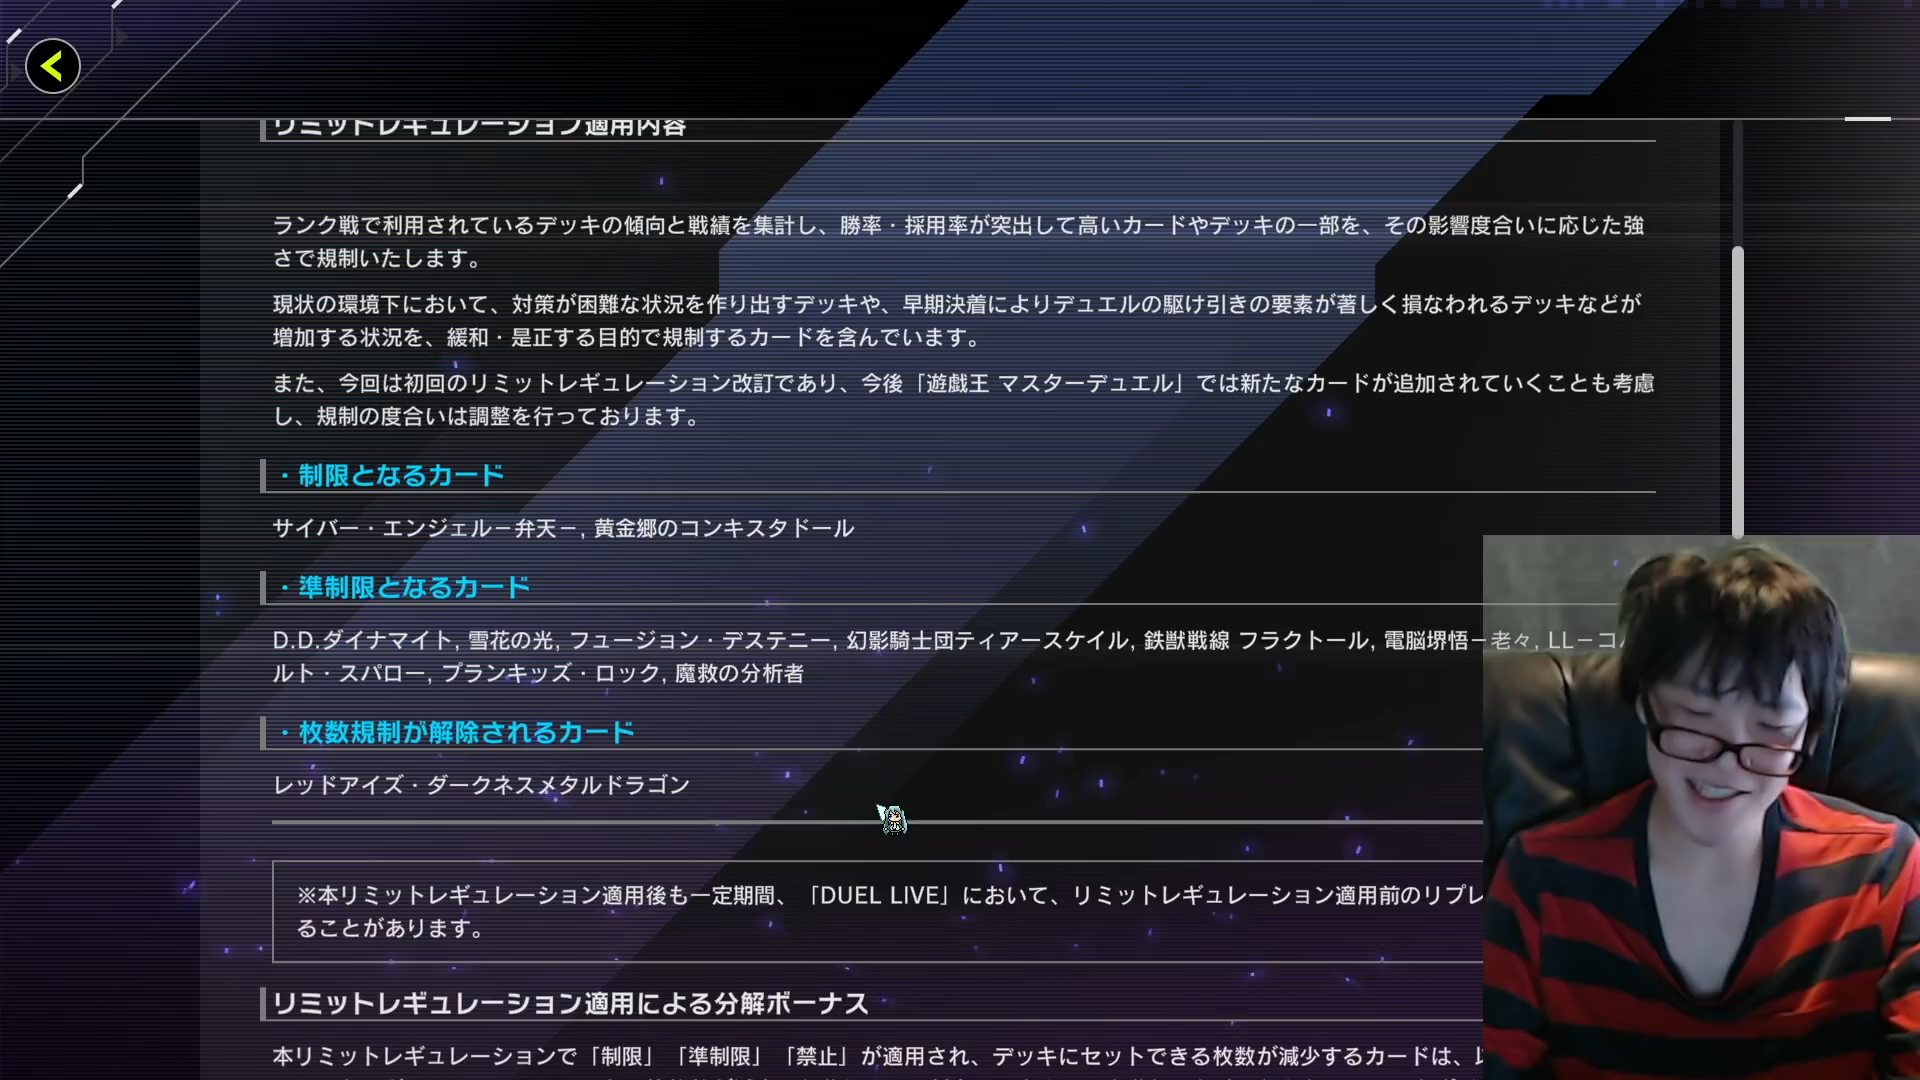 リミットレギュレーション適用内容
ランク戦で利用されているデッキの傾向と戦績を集計し、勝率・採用率が突出して高いカードやデッキの一部を、その影響度合いに応じた強
さで規制いたします。
現状の環境下において、対策が困難な状況を作り出すデッキや、早期決着によりデュエルの駆け引きの要素が著しく損なわれるデッキなどが
増加する状況を、緩和・是正する目的で規制するカードを含んでいます。
また、今回は初回のリミットレギュレーション改訂であり、今後「遊戯王 マスターデュエル」では新たなカードが追加されていくことも考慮
し、規制の度合いは調整を行っております。
・制限となるカード
サイバー・エンジェル－弁天－, 黄金郷のコンキスタドール
・準制限となるカード
D.D.ダイナマイト, 雪花の光, フュージョン・デステニー, 幻影騎士団ティアースケイル, 鉄獣戦線 フラクトール, 電脳堺悟－老々, LL－コ
ルト・スパロー, プランキッズ・ロック, 魔救の分析者
・枚数規制が解除されるカード
レッドアイズ・ダークネスメタルドラゴン
※本リミットレギュレーション適用後も一定期間、「DUEL LIVE」において、リミットレギュレーション適用前のリプレ
ることがあります。
リミットレギュレーション適用による分解ボーナス
本リミットレギュレーションで「制限」「準制限」「禁止」が適用され、デッキにセットできる枚数が減少するカードは、